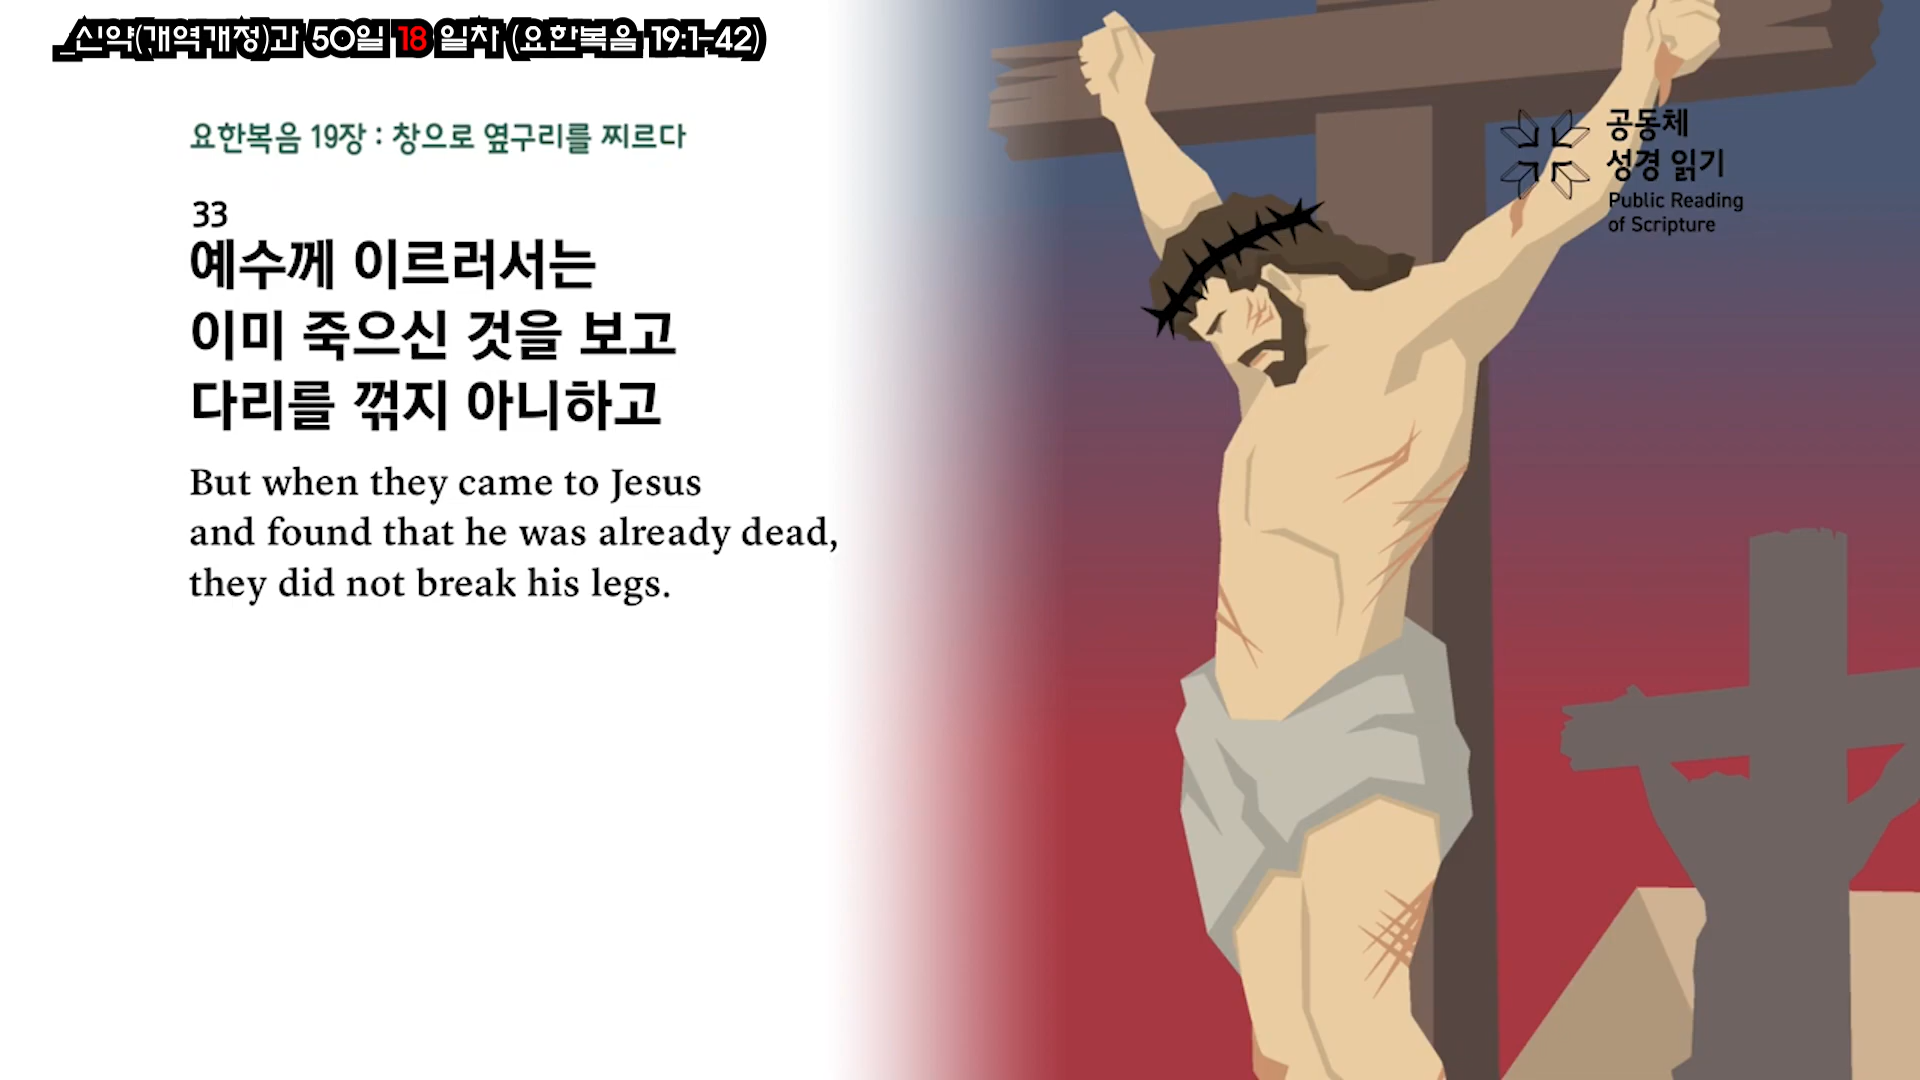 _신약(개역개정)과 50일 18 일차 (요한복음 19:1-42)
요한복음 19장 : 창으로 옆구리를 찌르다
33
예수께 이르러서는
이미 죽으신 것을 보고
다리를 꺾지 아니하고
But when they came to Jesus
and found that he was already dead,
they did not break his legs.
공동체
성경 읽기
Public Reading
of Scripture